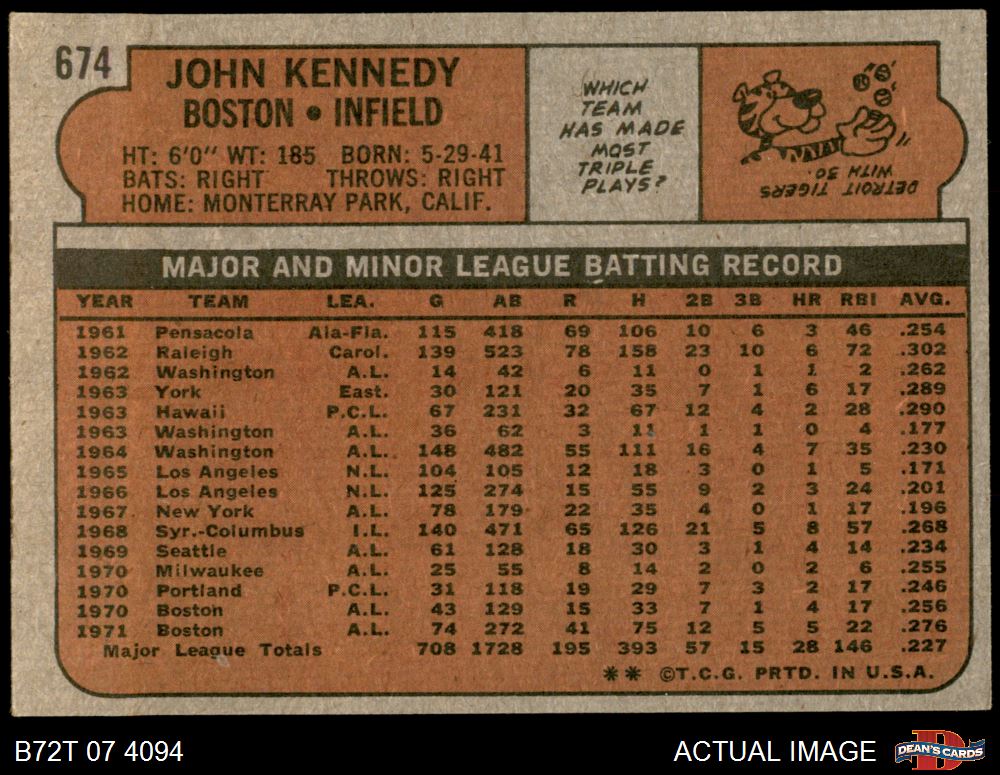 674
JOHN KENNEDY
BOSTON • INFIELD
HT: 6'0" WT: 185 BORN: 5-29-41
BATS: RIGHT THROWS: RIGHT
HOME: MONTERRAY PARK, CALIF.
WHICH
TEAM
HAS MADE
MOST
TRIPLE
PLAYS?
DETROIT TIGERS
WITH 30.
MAJOR AND MINOR LEAGUE BATTING RECORD
YEAR TEAM LEA. G AB R H 2B 3B HR RBI AVG.
1961 Pensacola Ala-Fla. 115 418 69 106 10 6 3 46 .254
1962 Raleigh Carol. 139 523 78 158 23 10 6 72 .302
1962 Washington A.L. 14 42 6 11 0 1 1 2 .262
1963 York East. 30 121 20 35 7 1 6 17 .289
1963 Hawaii P.C.L. 67 231 32 67 12 4 2 28 .290
1963 Washington A.L. 36 62 3 11 1 1 0 4 .177
1964 Washington A.L. 148 482 55 111 16 4 7 35 .230
1965 Los Angeles N.L. 104 105 12 18 3 0 1 5 .171
1966 Los Angeles N.L. 125 274 15 55 9 2 3 24 .201
1967 New York A.L. 78 179 22 35 4 0 1 17 .196
1968 Syr.-Columbus I.L. 140 471 65 126 21 5 8 57 .268
1969 Seattle A.L. 61 128 18 30 3 1 4 14 .234
1970 Milwaukee A.L. 25 55 8 14 2 0 2 6 .255
1970 Portland P.C.L. 31 118 19 29 7 3 2 17 .246
1970 Boston A.L. 43 129 15 33 7 1 4 17 .256
1971 Boston A.L. 74 272 41 75 12 5 5 22 .276
Major League Totals 708 1728 195 393 57 15 28 146 .227
** ©T.C.G. PRTD. IN U.S.A.
B72T 07 4094
ACTUAL IMAGE
DEAN'S CARDS